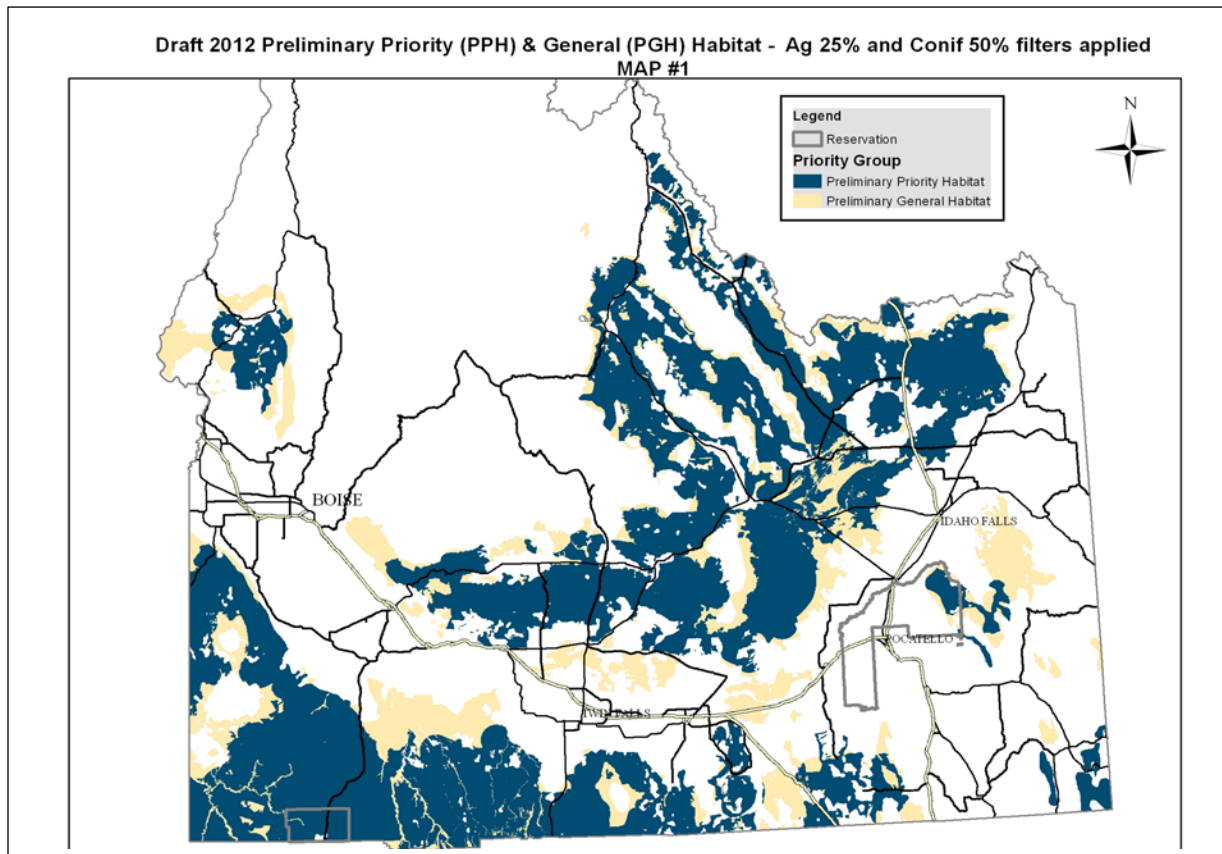 Draft 2012 Preliminary Priority (PPH) & General (PGH) Habitat - Ag 25% and Conif 50% filters applied
MAP #1
N
Legend
Reservation
Priority Group
Preliminary Priority Habitat
Preliminary General Habitat
BOISE
IDAHO FALLS
POCATELLO
TWIN FALLS